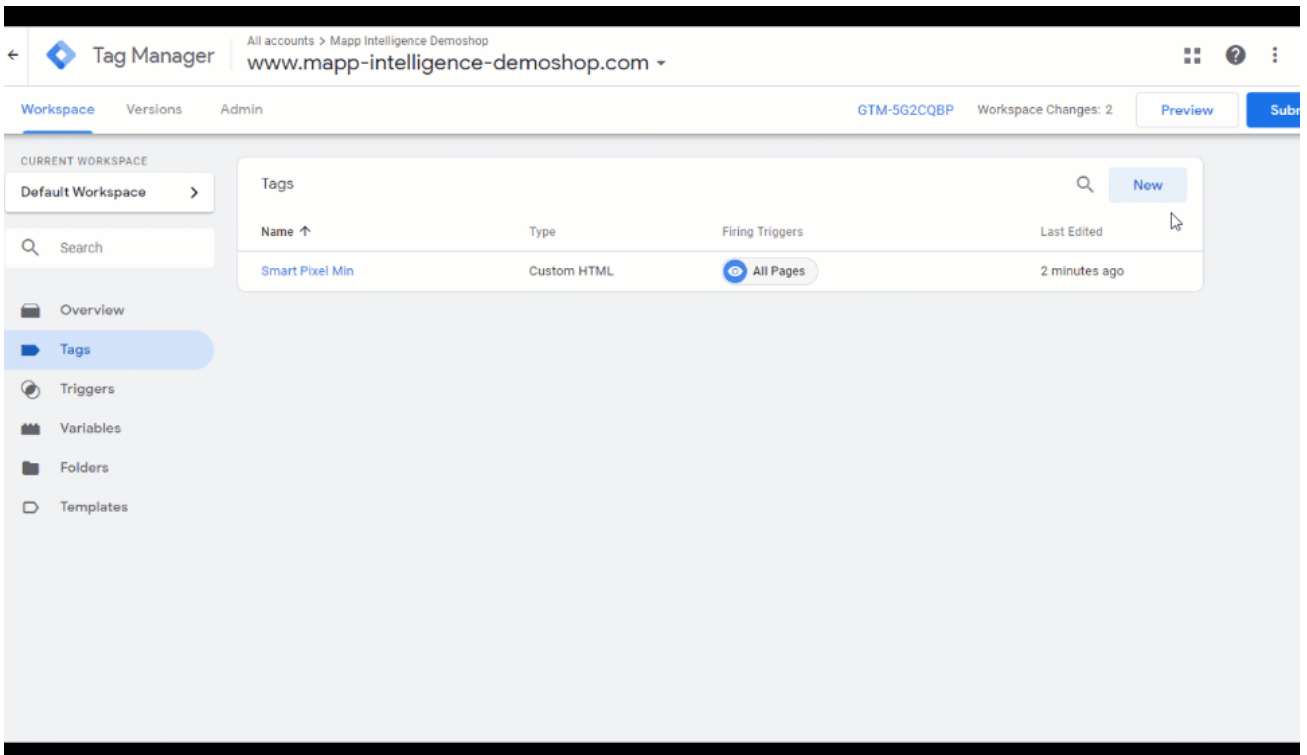 All accounts > Mapp Intelligence Demoshop
Tag Manager
www.mapp-intelligence-demoshop.com
Workspace Versions Admin GTM-5G2CQBP Workspace Changes: 2 Preview Subr
CURRENT WORKSPACE
Default Workspace
Search
Overview
Tags
Triggers
Variables
Folders
Templates
Tags New
Name Type Firing Triggers Last Edited
Smart Pixel Min Custom HTML All Pages 2 minutes ago